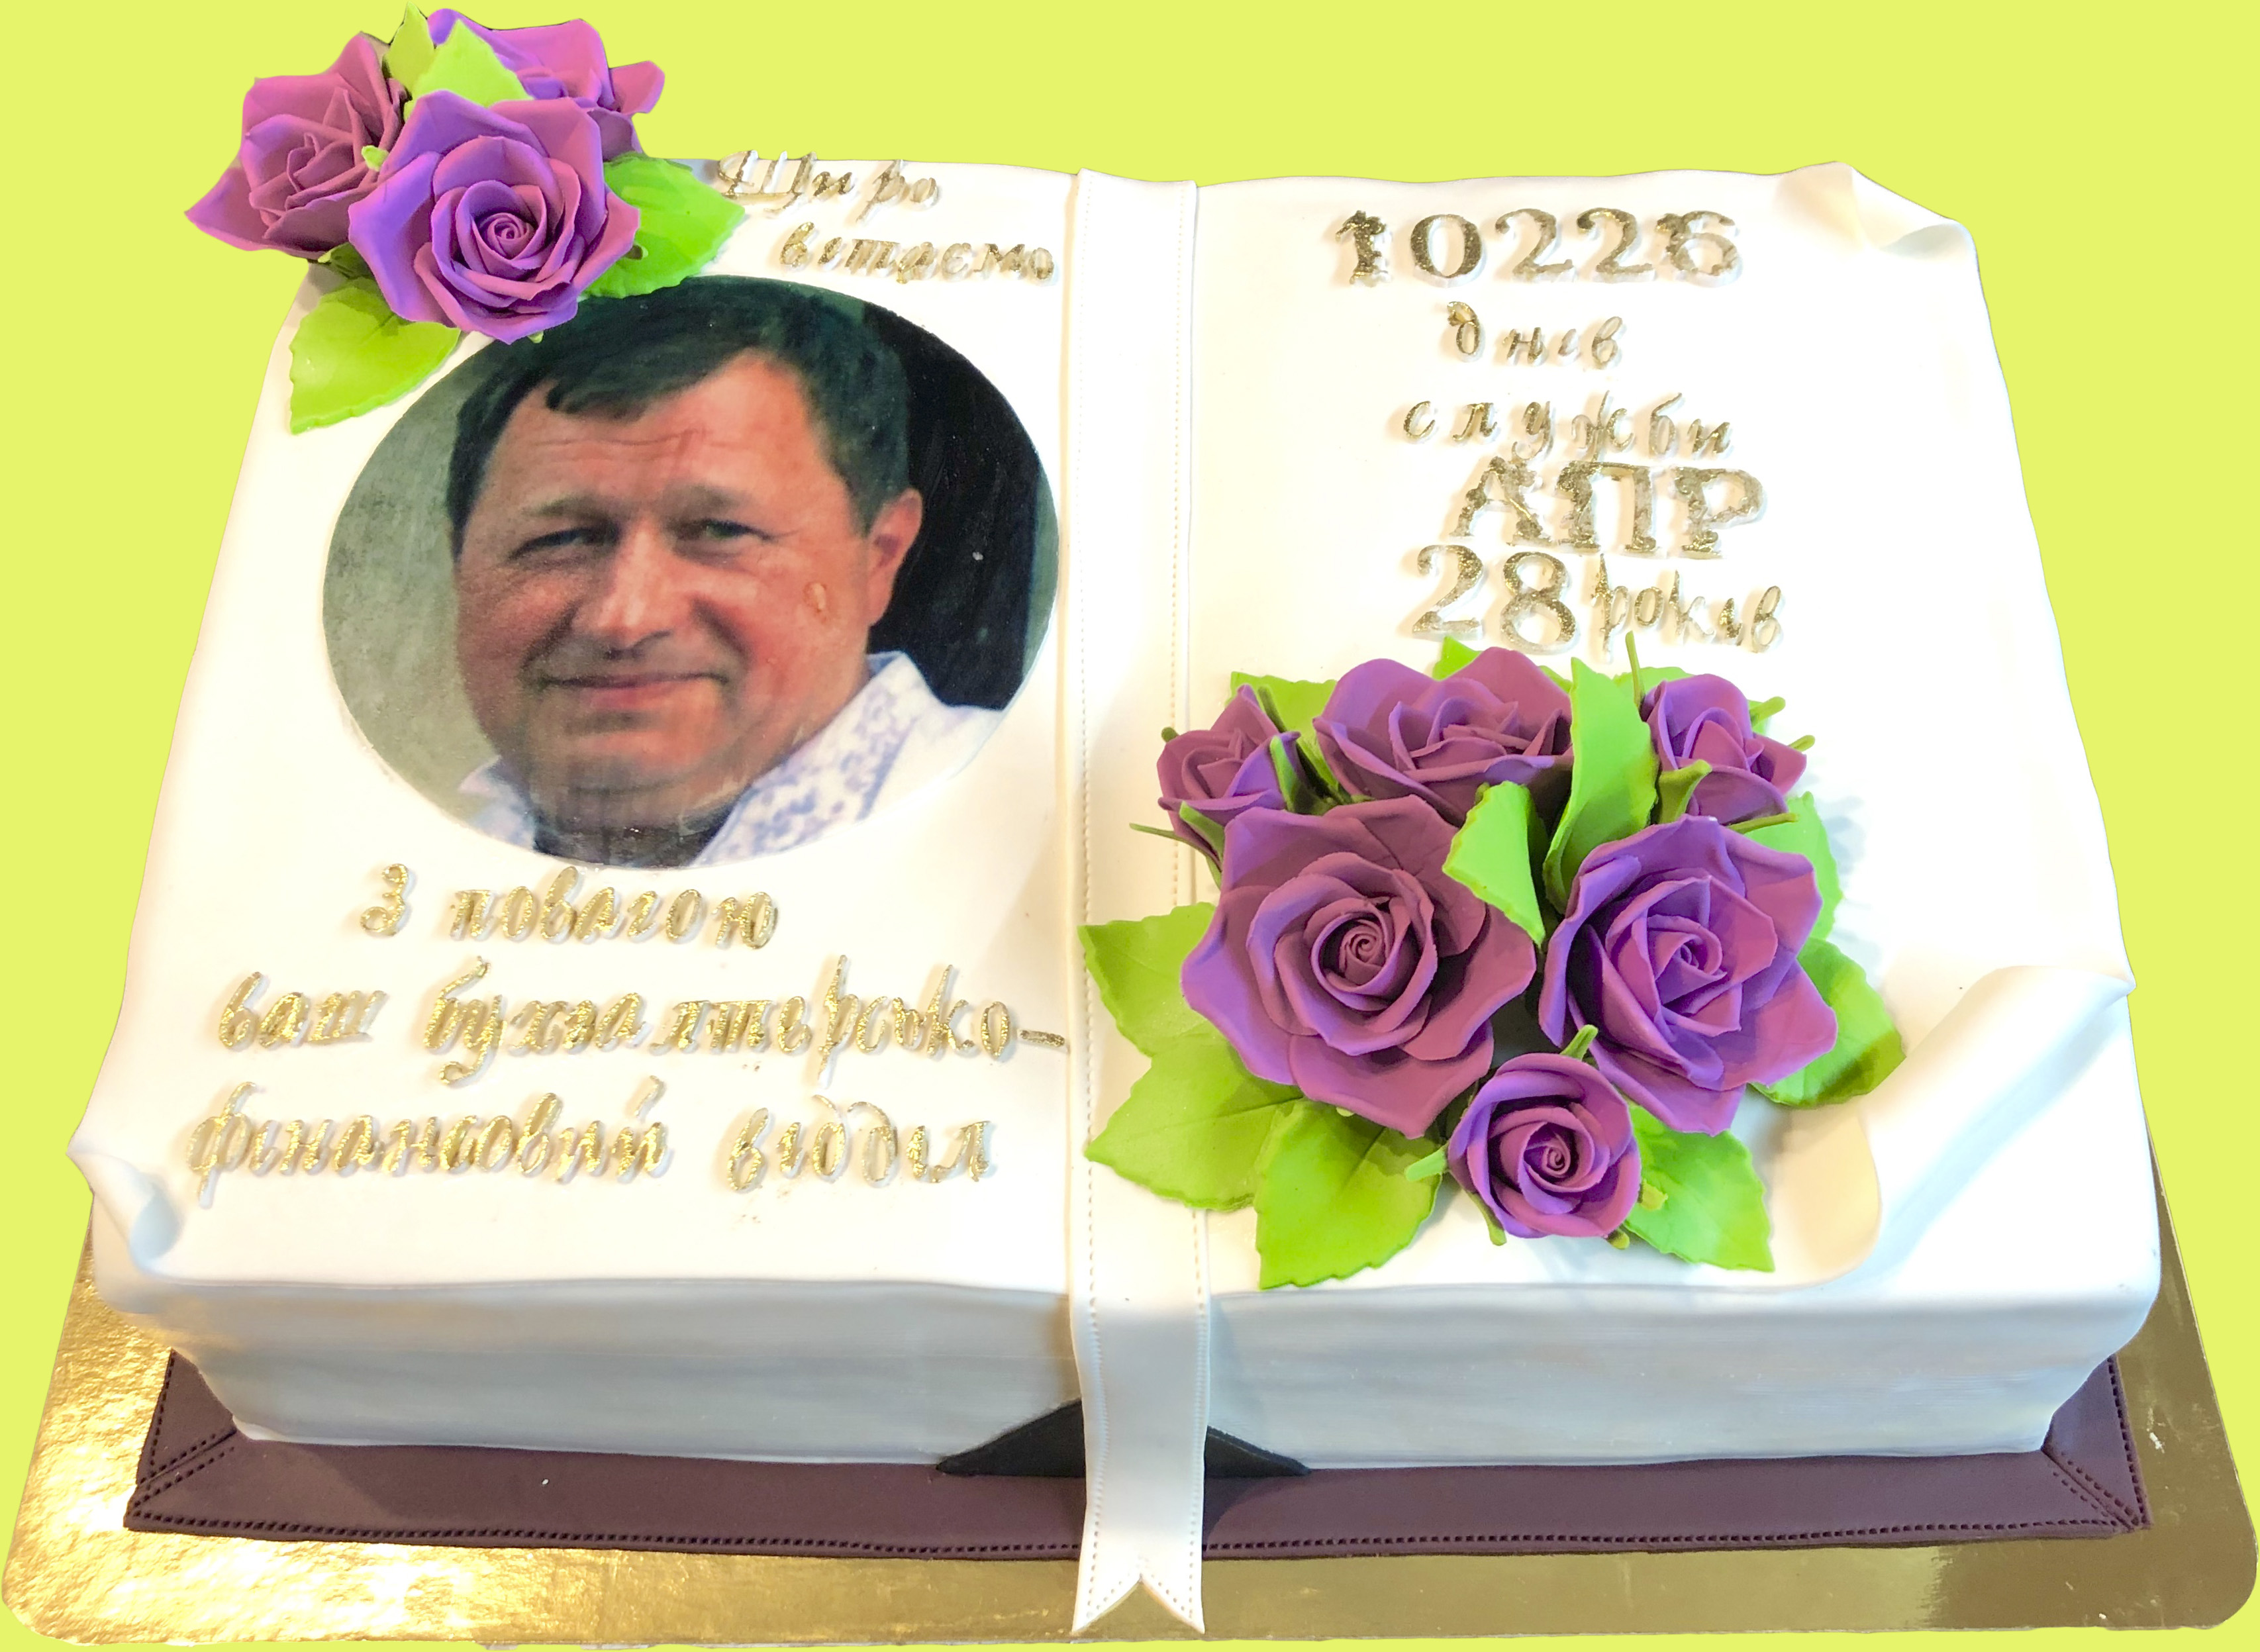 Щиро
вітаємо
З повагою
ваш бухгалтерсько-
фінансовий відділ
10226
днів
служби
АПР
28 років